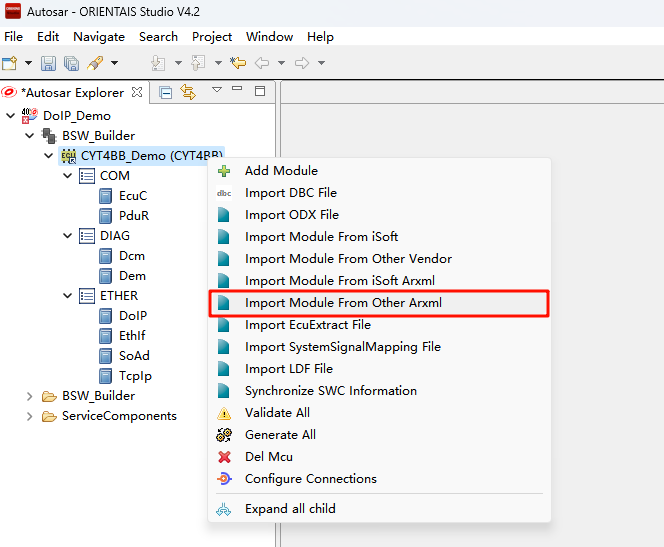 Autosar - ORIENTAIS Studio V4.2
File Edit Navigate Search Project Window Help
*Autosar Explorer
DoIP_Demo
BSW_Builder
CYT4BB_Demo (CYT4BB)
COM
EcuC
PduR
DIAG
Dcm
Dem
ETHER
DoIP
EthIf
SoAd
TcpIp
BSW_Builder
ServiceComponents
Add Module
dbc Import DBC File
Import ODX File
Import Module From iSoft
Import Module From Other Vendor
Import Module From iSoft Arxml
Import Module From Other Arxml
Import EcuExtract File
Import SystemSignalMapping File
Import LDF File
Synchronize SWC Information
Validate All
Generate All
Del Mcu
Configure Connections
Expand all child